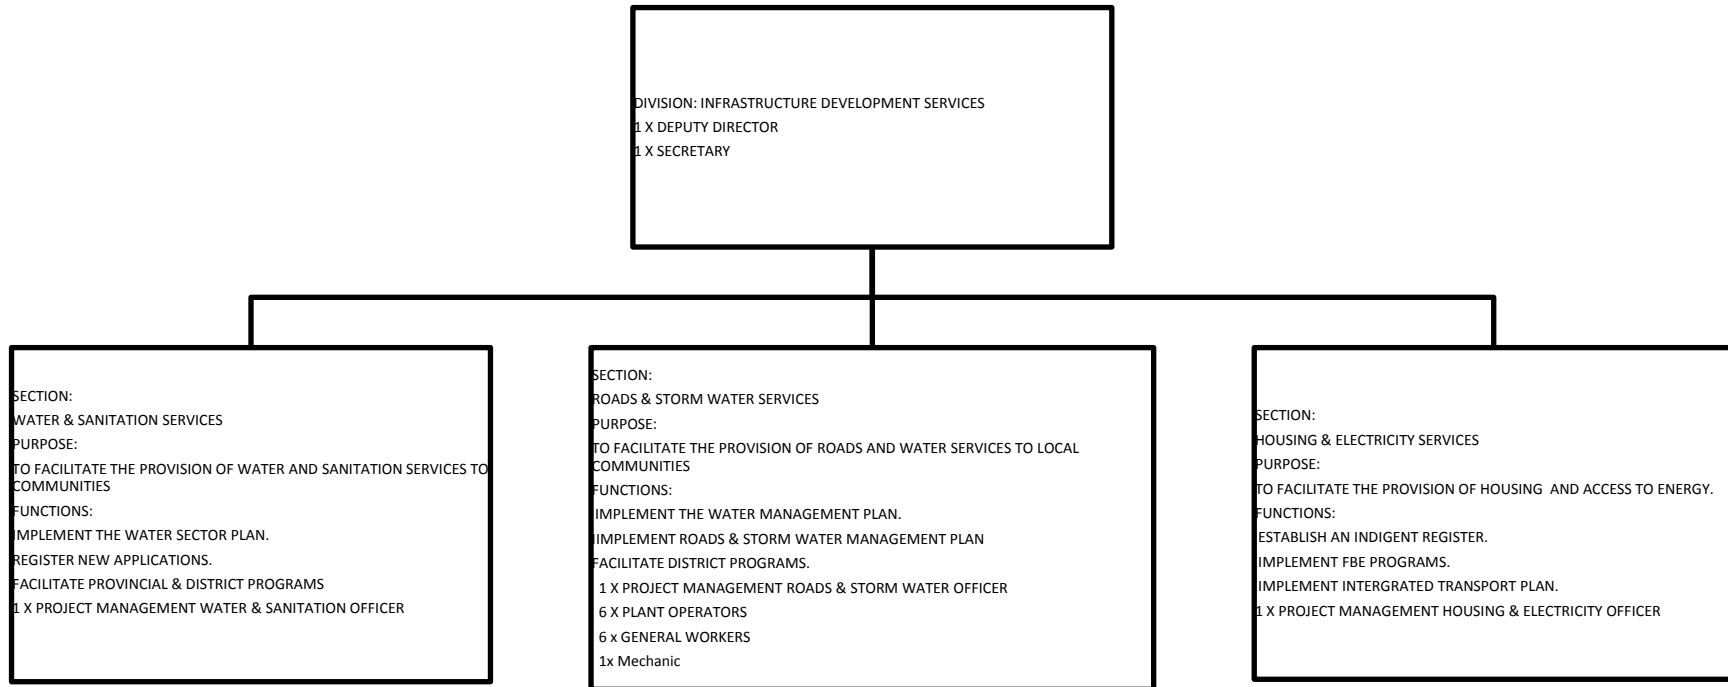 DIVISION: INFRASTRUCTURE DEVELOPMENT SERVICES
1 X DEPUTY DIRECTOR
1 X SECRETARY
SECTION:
WATER & SANITATION SERVICES
PURPOSE:
TO FACILITATE THE PROVISION OF WATER AND SANITATION SERVICES TO
COMMUNITIES
FUNCTIONS:
IMPLEMENT THE WATER SECTOR PLAN.
REGISTER NEW APPLICATIONS.
FACILITATE PROVINCIAL & DISTRICT PROGRAMS
1 X PROJECT MANAGEMENT WATER & SANITATION OFFICER
SECTION:
ROADS & STORM WATER SERVICES
PURPOSE:
TO FACILITATE THE PROVISION OF ROADS AND WATER SERVICES TO LOCAL
COMMUNITIES
FUNCTIONS:
IMPLEMENT THE WATER MANAGEMENT PLAN.
IIMPLEMENT ROADS & STORM WATER MANAGEMENT PLAN
FACILITATE DISTRICT PROGRAMS.
1 X PROJECT MANAGEMENT ROADS & STORM WATER OFFICER
6 X PLANT OPERATORS
6 x GENERAL WORKERS
1x Mechanic
SECTION:
HOUSING & ELECTRICITY SERVICES
PURPOSE:
TO FACILITATE THE PROVISION OF HOUSING AND ACCESS TO ENERGY.
FUNCTIONS:
ESTABLISH AN INDIGENT REGISTER.
IMPLEMENT FBE PROGRAMS.
IMPLEMENT INTERGRATED TRANSPORT PLAN.
1 X PROJECT MANAGEMENT HOUSING & ELECTRICITY OFFICER